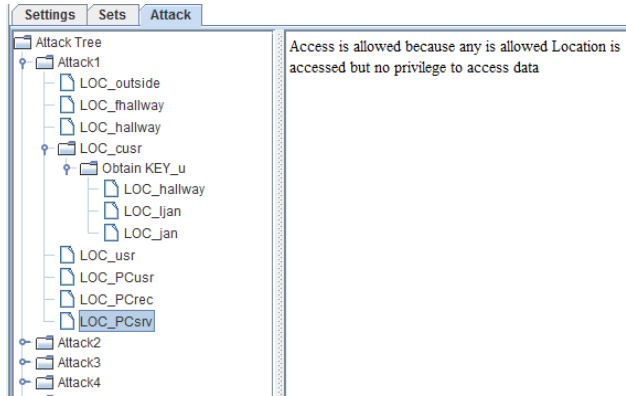 Settings Sets Attack
Attack Tree
Attack1
LOC_outside
LOC_fhallway
LOC_hallway
LOC_cusr
Obtain KEY_u
LOC_hallway
LOC_ljan
LOC_jan
LOC_usr
LOC_PCusr
LOC_PCrec
LOC_PCsrv
Attack2
Attack3
Attack4
Access is allowed because any is allowed Location is
accessed but no privilege to access data